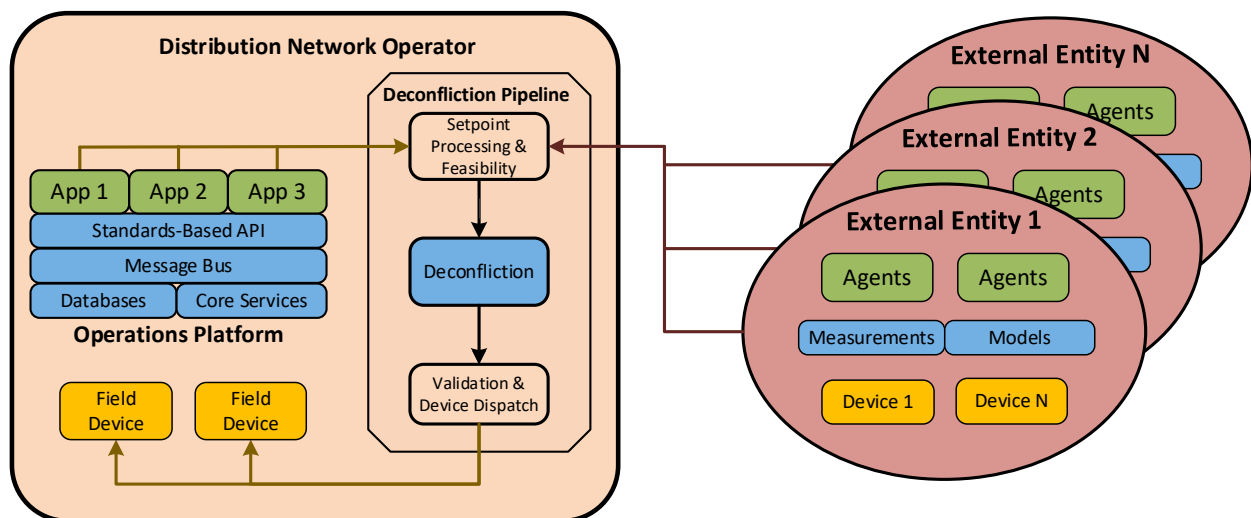 Distribution Network Operator
Deconfliction Pipeline
Setpoint
Processing &
Feasibility
App 1
App 2
App 3
Standards-Based API
Message Bus
Databases
Core Services
Operations Platform
Deconfliction
Validation &
Device Dispatch
Field
Device
Field
Device
External Entity N
Agents
External Entity 2
Agents
External Entity 1
Agents
Agents
Measurements
Models
Device 1
Device N